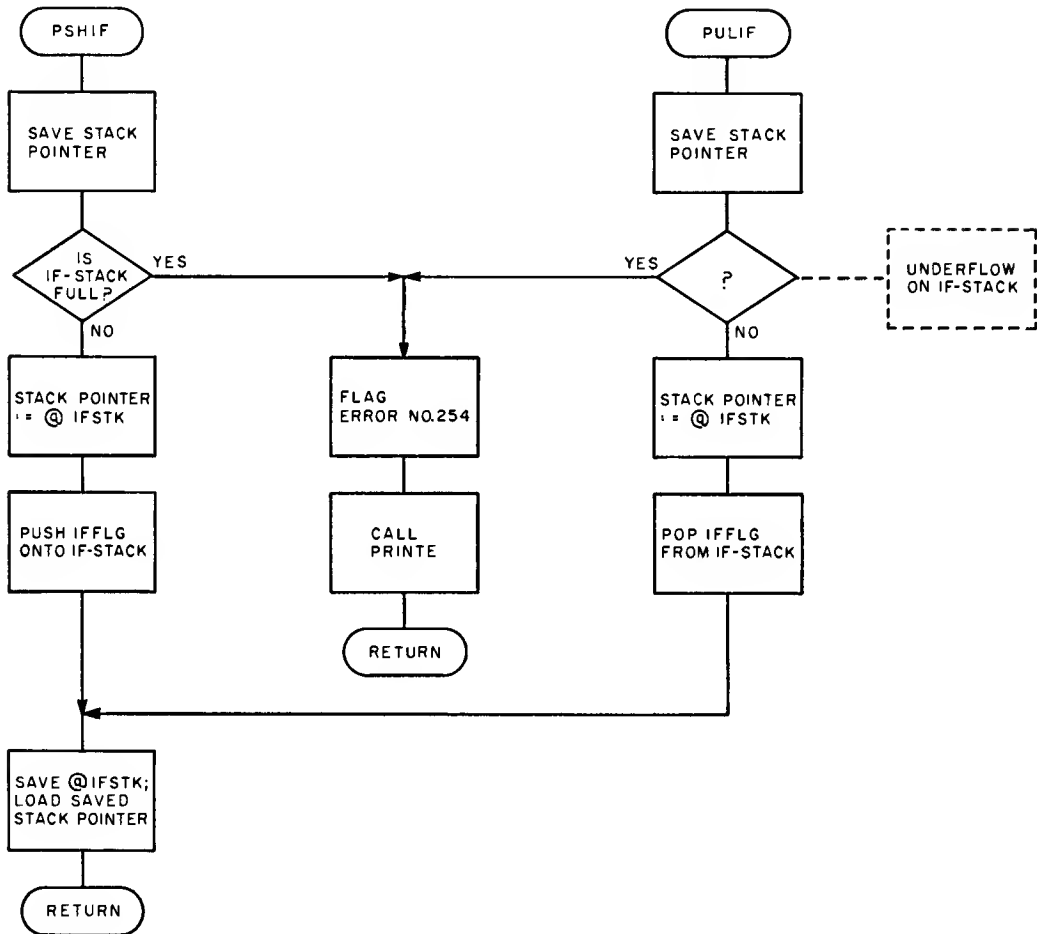 PSHIF
SAVE STACK
POINTER
IS
IF-STACK
FULL?
YES
NO
STACK POINTER
:= @ IFSTK
PUSH IFFLG
ONTO IF-STACK
SAVE @IFSTK;
LOAD SAVED
STACK POINTER
RETURN
FLAG
ERROR NO.254
CALL
PRINTE
RETURN
PULIF
SAVE STACK
POINTER
YES
?
NO
UNDERFLOW
ON IF-STACK
STACK POINTER
:= @ IFSTK
POP IFFLG
FROM IF-STACK